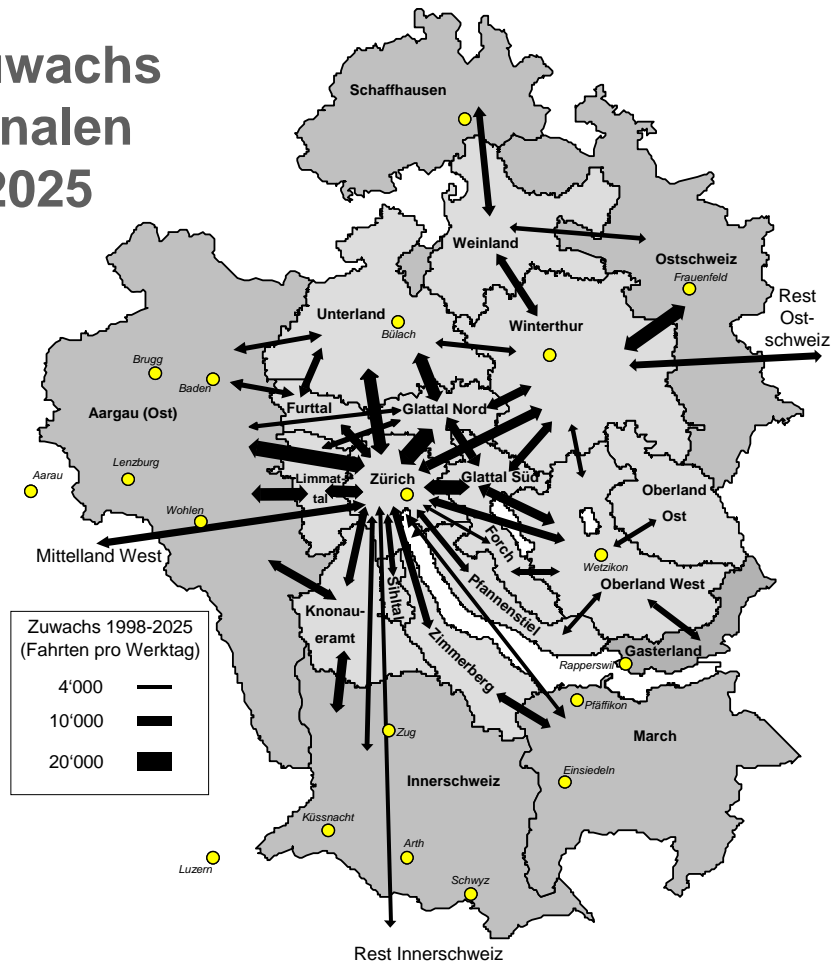 uwachs
nalen
2025
Schaffhausen
Weinland
Ostschweiz
Frauenfeld
Rest
Ost-
schweiz
Unterland
Bülach
Winterthur
Brugg
Baden
Aargau (Ost)
Furttal
Glattal Nord
Lenzburg
Aarau
Wohlen
Limmat-
tal
Zürich
Glattal Süd
Oberland
Ost
Mittelland West
Forch
Wetzikon
Sihltal
Pfannenstiel
Oberland West
Knonau-
eramt
Zimmerberg
Gasterland
Rapperswil
Zuwachs 1998-2025
(Fahrten pro Werktag)
4‘000
10‘000
20‘000
Pfäffikon
March
Zug
Innerschweiz
Einsiedeln
Küssnacht
Arth
Luzern
Schwyz
Rest Innerschweiz